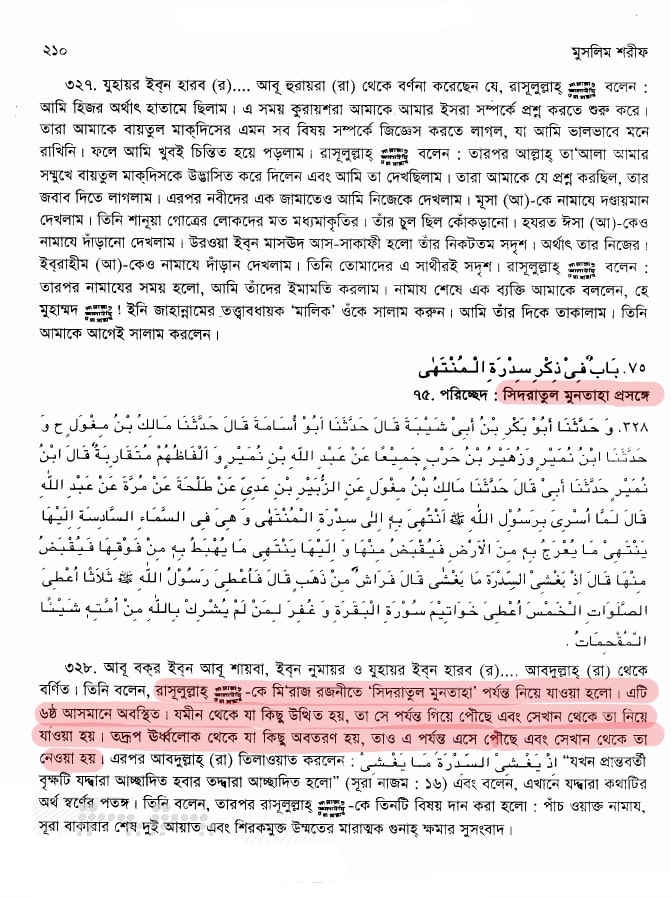 ২১০ মুসলিম শরীফ
৩২৭. যুহায়র ইব্‌ন হারব (র).... আবূ হুরায়রা (রা) থেকে বর্ণনা করেছেন যে, রাসূলুল্লাহ্ ﷺ বলেন :
আমি হিজর অর্থাৎ হাতামে ছিলাম। এ সময় কুরায়শরা আমাকে আমার ইসরা সম্পর্কে প্রশ্ন করতে শুরু করে।
তারা আমাকে বায়তুল মাক্‌দিসের এমন সব বিষয় সম্পর্কে জিজ্ঞেস করতে লাগল, যা আমি ভালভাবে মনে
রাখিনি। ফলে আমি খুবই চিন্তিত হয়ে পড়লাম। রাসূলুল্লাহ্ ﷺ বলেন : তারপর আল্লাহ্ তা‘আলা আমার
সম্মুখে বায়তুল মাক্‌দিসকে উদ্ভাসিত করে দিলেন এবং আমি তা দেখছিলাম। তারা আমাকে যে প্রশ্ন করছিল, তার
জবাব দিতে লাগলাম। এরপর নবীদের এক জামাতেও আমি নিজেকে দেখলাম। মূসা (আ)-কে নামাযে দণ্ডায়মান
দেখলাম। তিনি শানূয়া গোত্রের লোকদের মত মধ্যমাকৃতির। তাঁর চুল ছিল কোঁকড়ানো। হযরত ঈসা (আ)-কেও
নামাযে দাঁড়ানো দেখলাম। উরওয়া ইব্‌ন মাসঊদ আস-সাকাফী হলো তাঁর নিকটতম সদৃশ। অর্থাৎ তার নিজের।
ইবরাহীম (আ)-কেও নামাযে দাঁড়ান দেখলাম। তিনি তোমাদের এ সাথীরই সদৃশ। রাসূলুল্লাহ্ ﷺ বলেন :
তারপর নামাযের সময় হলো, আমি তাঁদের ইমামতি করলাম। নামায শেষে এক ব্যক্তি আমাকে বললেন, হে
মুহাম্মদ ﷺ ! ইনি জাহান্নামের তত্ত্বাবধায়ক ‘মালিক’ ওঁকে সালাম করুন। আমি তাঁর দিকে তাকালাম। তিনি
আমাকে আগেই সালাম করলেন।
٧٥. بَابٌ فِىْ ذِكْرِ سِدْرَةِ الْمُنْتَهٰى
৭৫. পরিচ্ছেদ : সিদরাতুল মুনতাহা প্রসঙ্গে
٣٢٨. وَحَدَّثَنَا أَبُوْ بَكْرِ بْنُ أَبِىْ شَيْبَةَ قَالَ حَدَّثَنَا أَبُوْ أُسَامَةَ قَالَ حَدَّثَنَا مَالِكُ بْنُ مِغْوَلٍ ح وَ
حَدَّثَنَا ابْنُ نُمَيْرٍ وَزُهَيْرُ بْنُ حَرْبٍ جَمِيْعًا عَنْ عَبْدِ اللّٰهِ بْنِ نُمَيْرٍ وَأَلْفَاظُهُمْ مُتَقَارِبَةٌ قَالَ ابْنُ
نُمَيْرٍ حَدَّثَنَا أَبِىْ قَالَ حَدَّثَنَا مَالِكُ بْنُ مِغْوَلٍ عَنِ الزُّبَيْرِ بْنِ عَدِىٍّ عَنْ طَلْحَةَ عَنْ مُرَّةَ عَنْ عَبْدِ اللّٰهِ
قَالَ لَمَّا أُسْرِىَ بِرَسُوْلِ اللّٰهِ ﷺ اُنْتُهِىَ بِهٖ إِلٰى سِدْرَةِ الْمُنْتَهٰى وَهِىَ فِى السَّمَاءِ السَّادِسَةِ إِلَيْهَا
يَنْتَهِىْ مَا يُعْرَجُ بِهٖ مِنَ الْأَرْضِ فَيُقْبَضُ مِنْهَا وَإِلَيْهَا يَنْتَهِىْ مَا يُهْبَطُ بِهٖ مِنْ فَوْقِهَا فَيُقْبَضُ
مِنْهَا قَالَ اِذْ يَغْشَى السِّدْرَةَ مَا يَغْشٰى قَالَ فَرَاشٌ مِنْ ذَهَبٍ قَالَ فَأُعْطِىَ رَسُوْلُ اللّٰهِ ﷺ ثَلَاثًا أُعْطِىَ
الصَّلَوَاتِ الْخَمْسَ أُعْطِىَ خَوَاتِيْمَ سُوْرَةِ الْبَقَرَةِ وَغُفِرَ لِمَنْ لَمْ يُشْرِكْ بِاللّٰهِ مِنْ أُمَّتِهٖ شَيْئًا
الْمُقْحِمَاتُ .
৩২৮. আবূ বক্‌র ইব্‌ন আবূ শায়বা, ইব্‌ন নুমায়র ও যুহায়র ইব্‌ন হারব (র).... আবদুল্লাহ্ (রা) থেকে
বর্ণিত। তিনি বলেন, রাসূলুল্লাহ্ ﷺ-কে মি‘রাজ রজনীতে ‘সিদরাতুল মুনতাহা’ পর্যন্ত নিয়ে যাওয়া হলো। এটি
৬ষ্ঠ আসমানে অবস্থিত। যমীন থেকে যা কিছু উত্থিত হয়, তা সে পর্যন্ত গিয়ে পৌছে এবং সেখান থেকে তা নিয়ে
যাওয়া হয়। তদ্রূপ ঊর্ধ্বলোক থেকে যা কিছু অবতরণ হয়, তাও এ পর্যন্ত এসে পৌছে এবং সেখান থেকে তা
নেওয়া হয়। এরপর আবদুল্লাহ্ (রা) তিলাওয়াত করলেন : اِذْ يَغْشَى السِّدْرَةَ مَا يَغْشٰى : “যখন প্রান্তবর্তী
বৃক্ষটি যদ্দারা আচ্ছাদিত হবার তদ্দারা আচ্ছাদিত হলো” (সূরা নাজম : ১৬) এবং বলেন, এখানে যদ্দারা কথাটির
অর্থ স্বর্ণের পতঙ্গ। তিনি বলেন, তারপর রাসূলুল্লাহ্ ﷺ-কে তিনটি বিষয় দান করা হলো : পাঁচ ওয়াক্ত নামায,
সূরা বাকারার শেষ দুই আয়াত এবং শিরকমুক্ত উম্মতের মারাত্মক গুনাহ্ ক্ষমার সুসংবাদ।